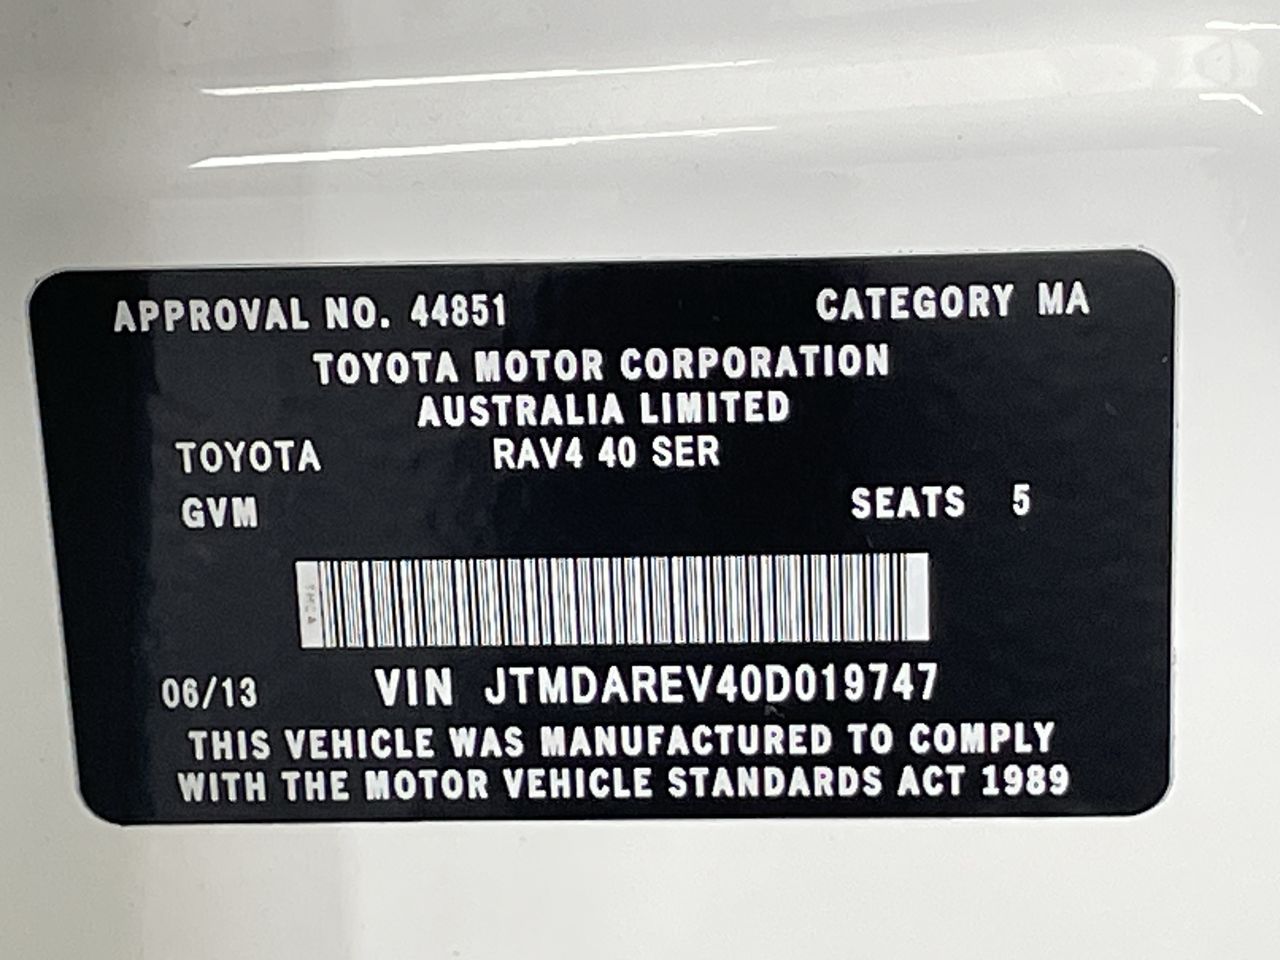 APPROVAL NO. 44851 CATEGORY MA
TOYOTA MOTOR CORPORATION
AUSTRALIA LIMITED
TOYOTA RAV4 40 SER
GVM SEATS 5
06/13 VIN JTMDAREV40D019747
THIS VEHICLE WAS MANUFACTURED TO COMPLY
WITH THE MOTOR VEHICLE STANDARDS ACT 1989